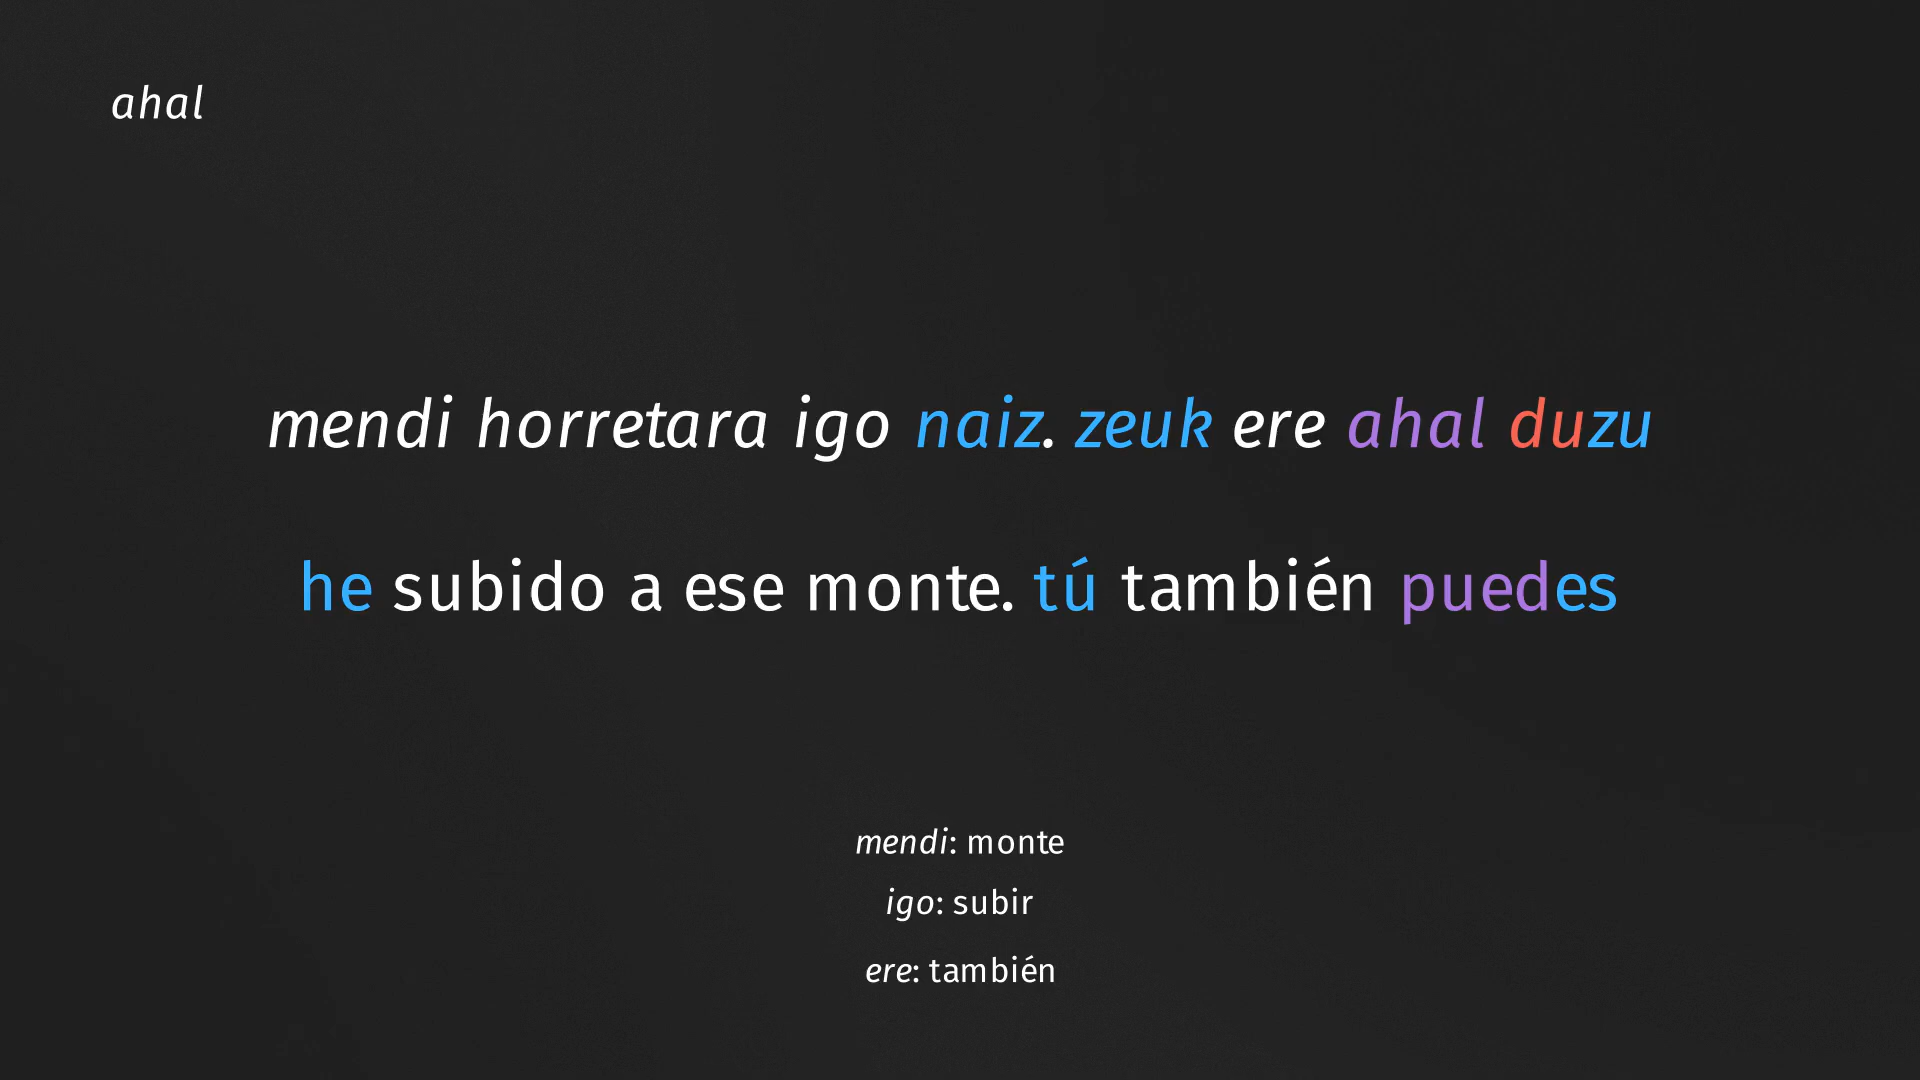 ahal
mendi horretara igo naiz. zeuk ere ahal duzu
he subido a ese monte. tú también puedes
mendi: monte
igo: subir
ere: también